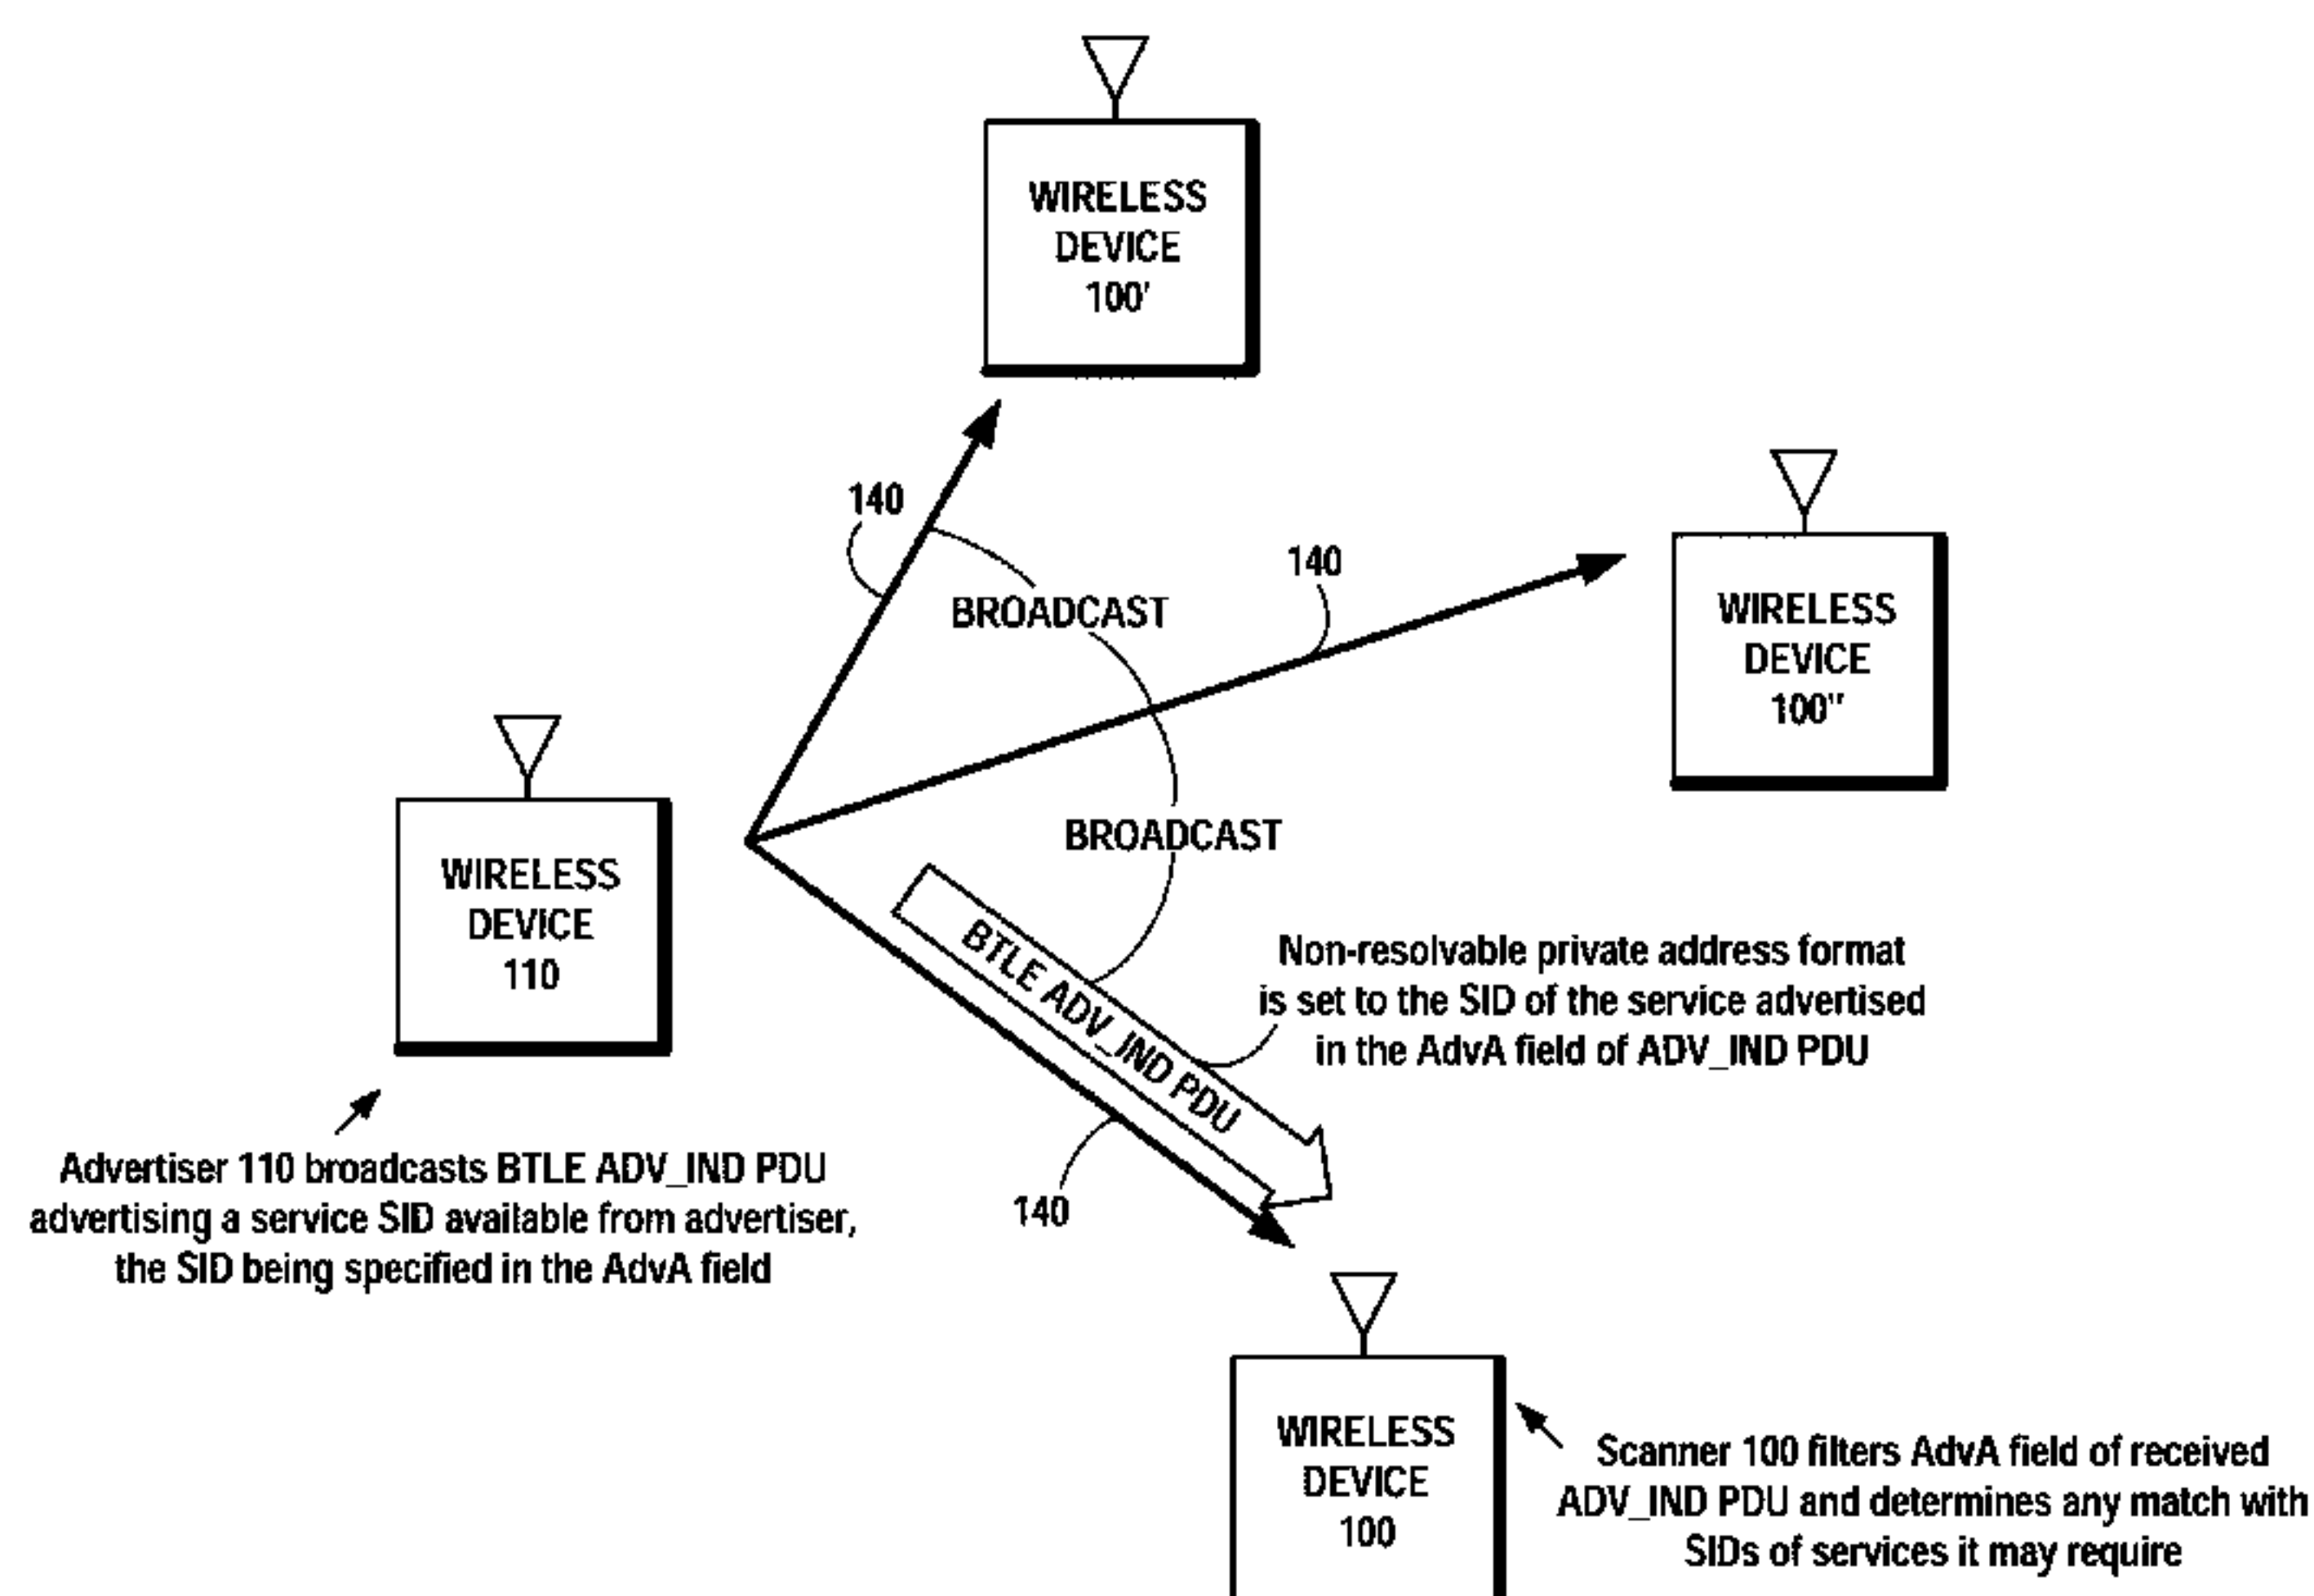 WIRELESS
DEVICE
100'
140
BROADCAST
140
WIRELESS
DEVICE
100"
WIRELESS
DEVICE
110
BROADCAST
BTLE ADV_IND PDU
Non-resolvable private address format
is set to the SID of the service advertised
in the AdvA field of ADV_IND PDU
Advertiser 110 broadcasts BTLE ADV_IND PDU
advertising a service SID available from advertiser,
the SID being specified in the AdvA field
140
WIRELESS
DEVICE
100
Scanner 100 filters AdvA field of received
ADV_IND PDU and determines any match with
SIDs of services it may require